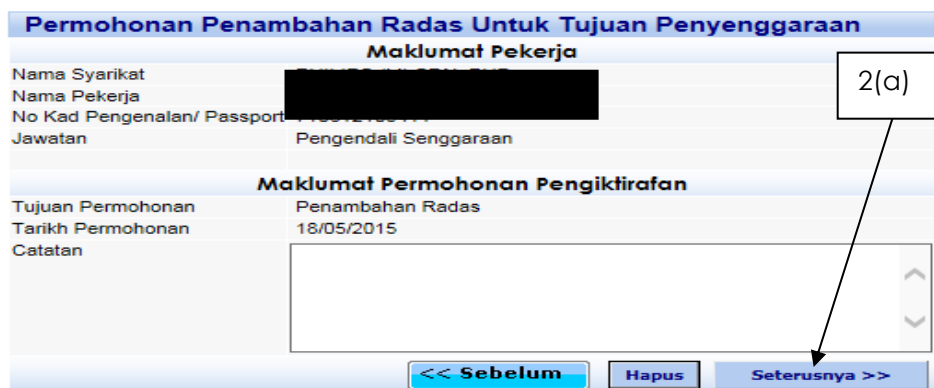 Permohonan Penambahan Radas Untuk Tujuan Penyenggaraan
Maklumat Pekerja
Nama Syarikat
Nama Pekerja
No Kad Pengenalan/ Passport
Jawatan Pengendali Senggaraan
2(a)
Maklumat Permohonan Pengiktirafan
Tujuan Permohonan Penambahan Radas
Tarikh Permohonan 18/05/2015
Catatan
<< Sebelum Hapus Seterusnya >>